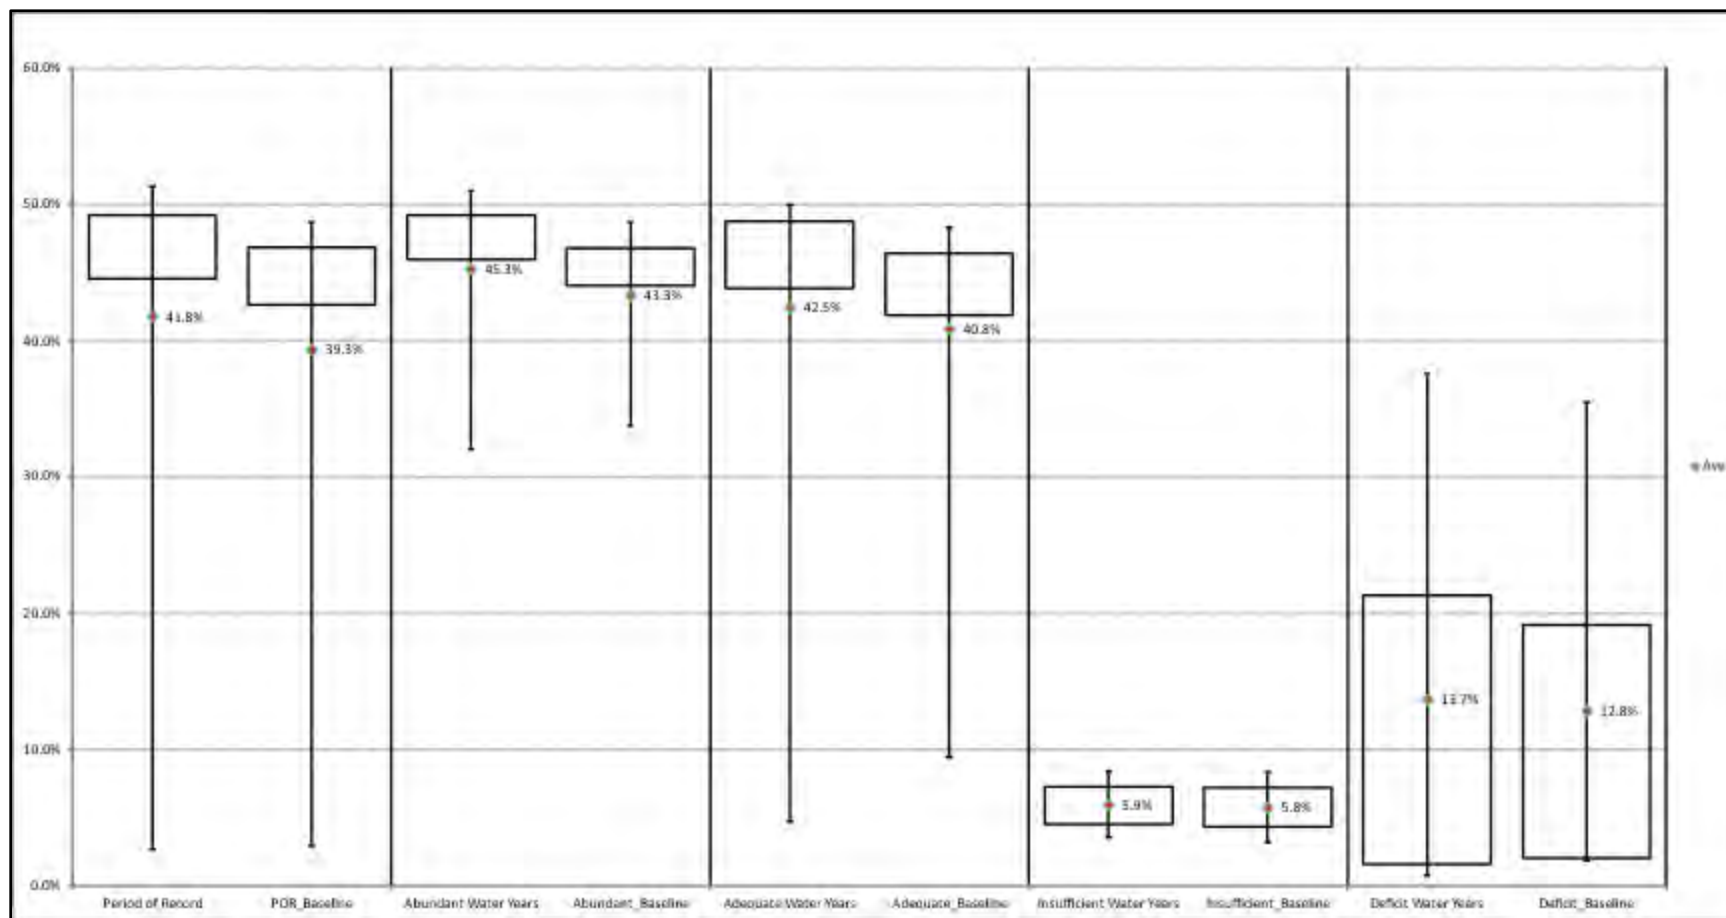 60.0%
50.0%
40.0%
30.0%
20.0%
10.0%
0.0%
41.8%
39.3%
45.3%
43.3%
42.5%
40.8%
5.9%
5.8%
13.7%
12.8%
Ave
Period of Record
POR_Baseline
Abundant Water Years
Abundant_Baseline
Adequate Water Years
Adequate_Baseline
Insufficient Water Years
Insufficient_Baseline
Deficit Water Years
Deficit_Baseline